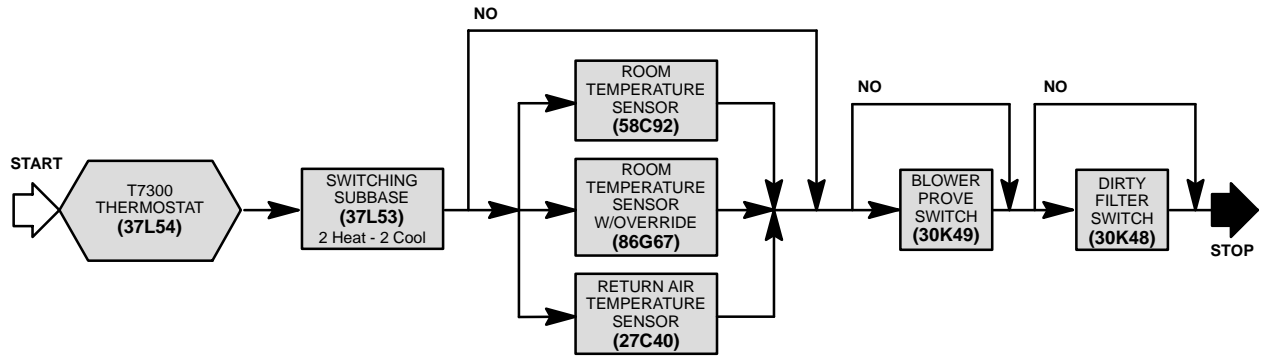 START
T7300
THERMOSTAT
(37L54)
SWITCHING
SUBBASE
(37L53)
2 Heat - 2 Cool
NO
ROOM
TEMPERATURE
SENSOR
(58C92)
ROOM
TEMPERATURE
SENSOR
W/OVERRIDE
(86G67)
RETURN AIR
TEMPERATURE
SENSOR
(27C40)
NO
BLOWER
PROVE
SWITCH
(30K49)
NO
DIRTY
FILTER
SWITCH
(30K48)
STOP